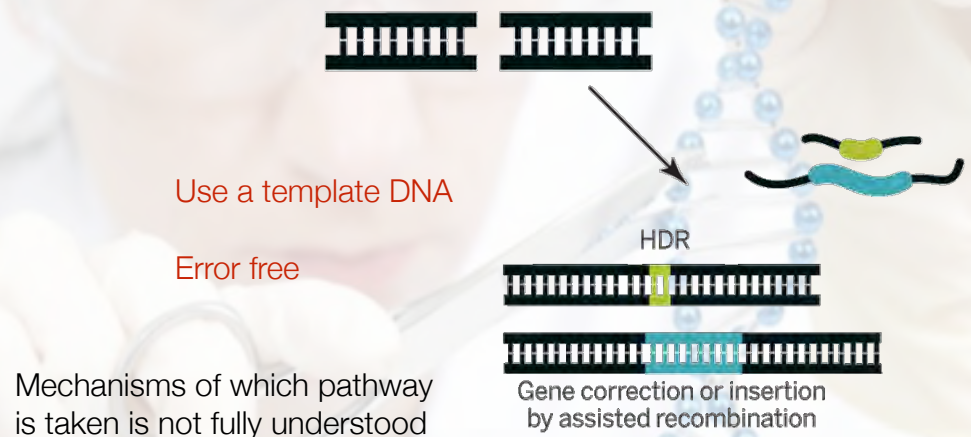 Use a template DNA
Error free
HDR
Mechanisms of which pathway
is taken is not fully understood
Gene correction or insertion
by assisted recombination